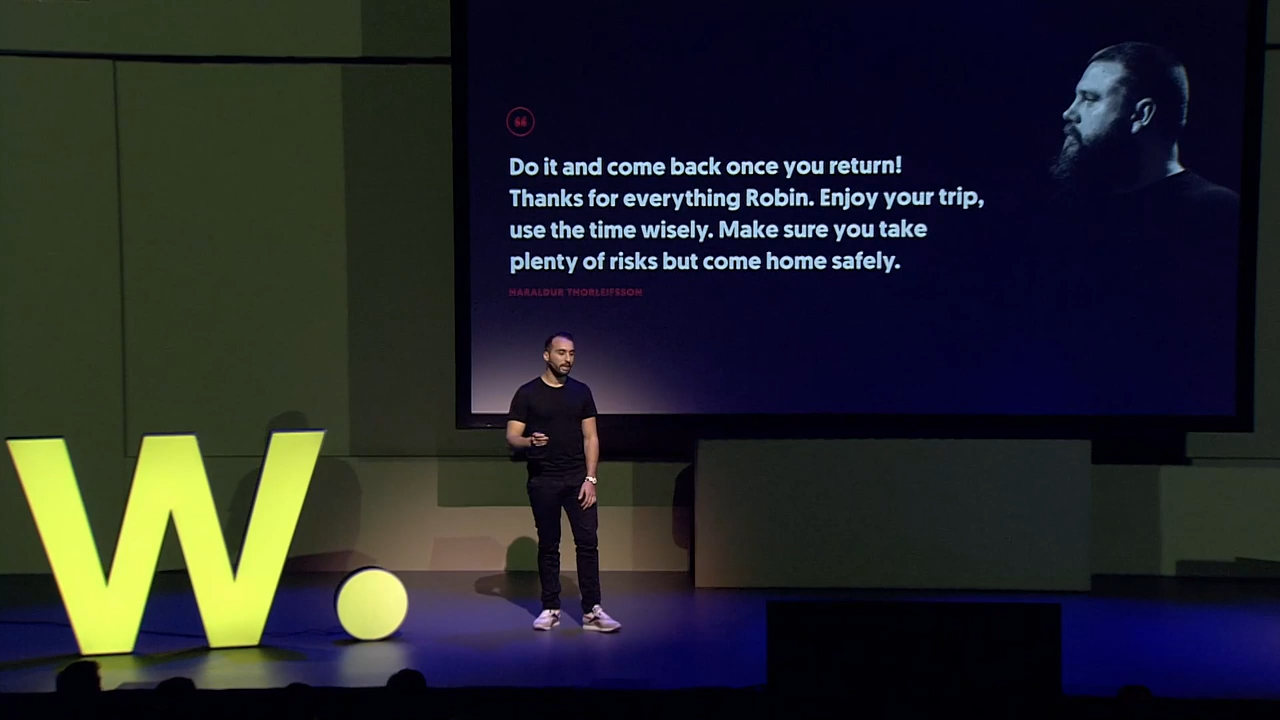 Do it and come back once you return!
Thanks for everything Robin. Enjoy your trip,
use the time wisely. Make sure you take
plenty of risks but come home safely.
HARALDUR THORLEIFSSON
W.